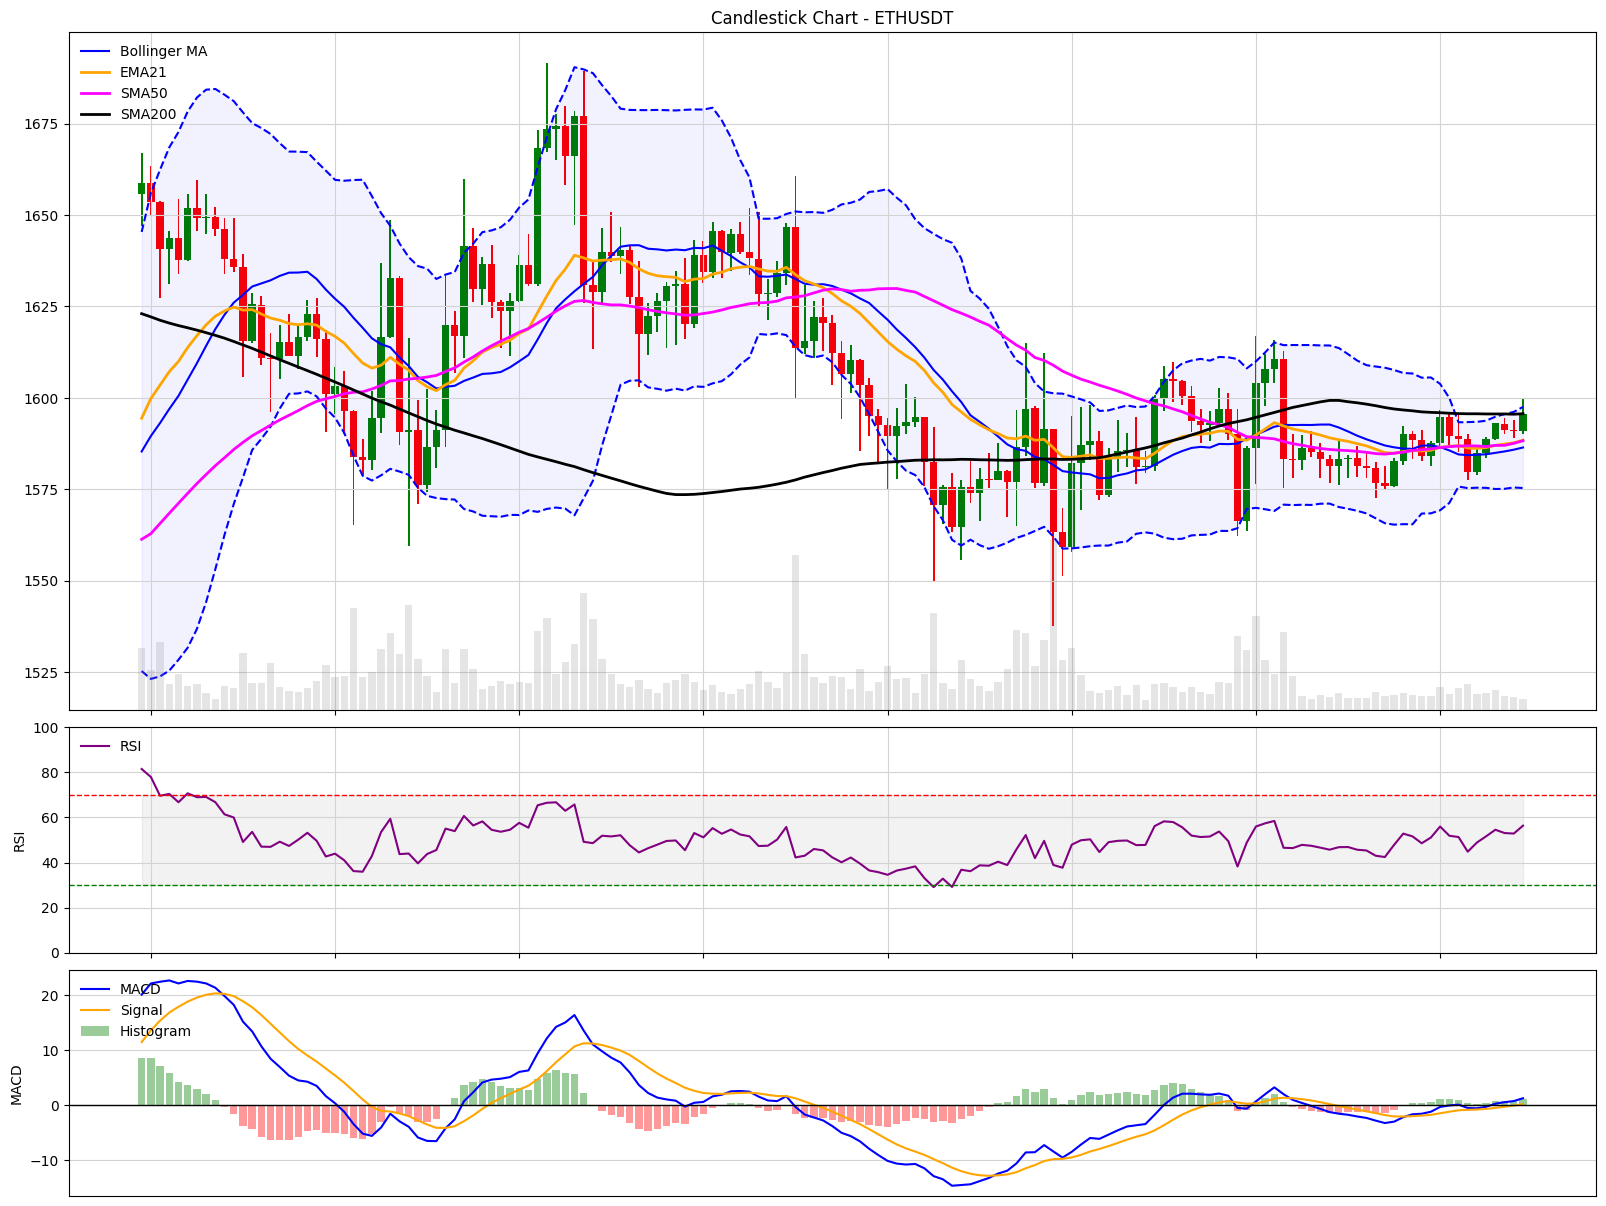 Candlestick Chart - ETHUSDT
Bollinger MA
EMA21
SMA50
SMA200
1675
1650
1625
1600
1575
1550
1525
RSI
100
80
60
40
20
0
RSI
MACD
Signal
Histogram
20
10
0
−10
MACD